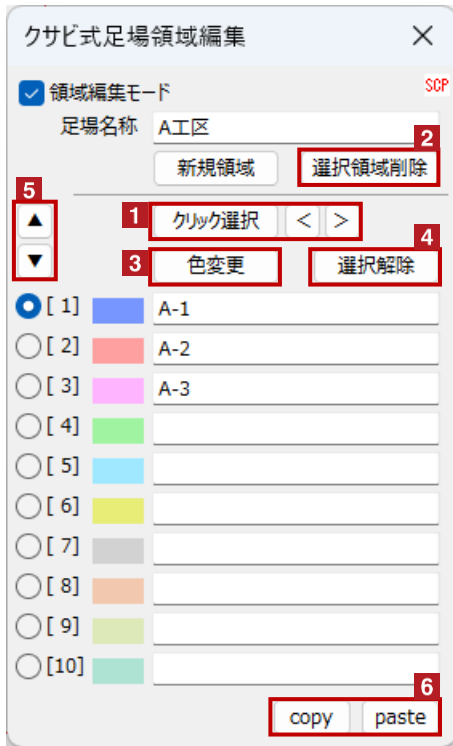 クサビ式足場領域編集 ×
領域編集モード SCP
足場名称 A工区
2
新規領域 選択領域削除
5
1 クリック選択 < >
▲
4
▼ 3 色変更 選択解除
[ 1] A-1
[ 2] A-2
[ 3] A-3
[ 4]
[ 5]
[ 6]
[ 7]
[ 8]
[ 9]
[10]
6
copy paste